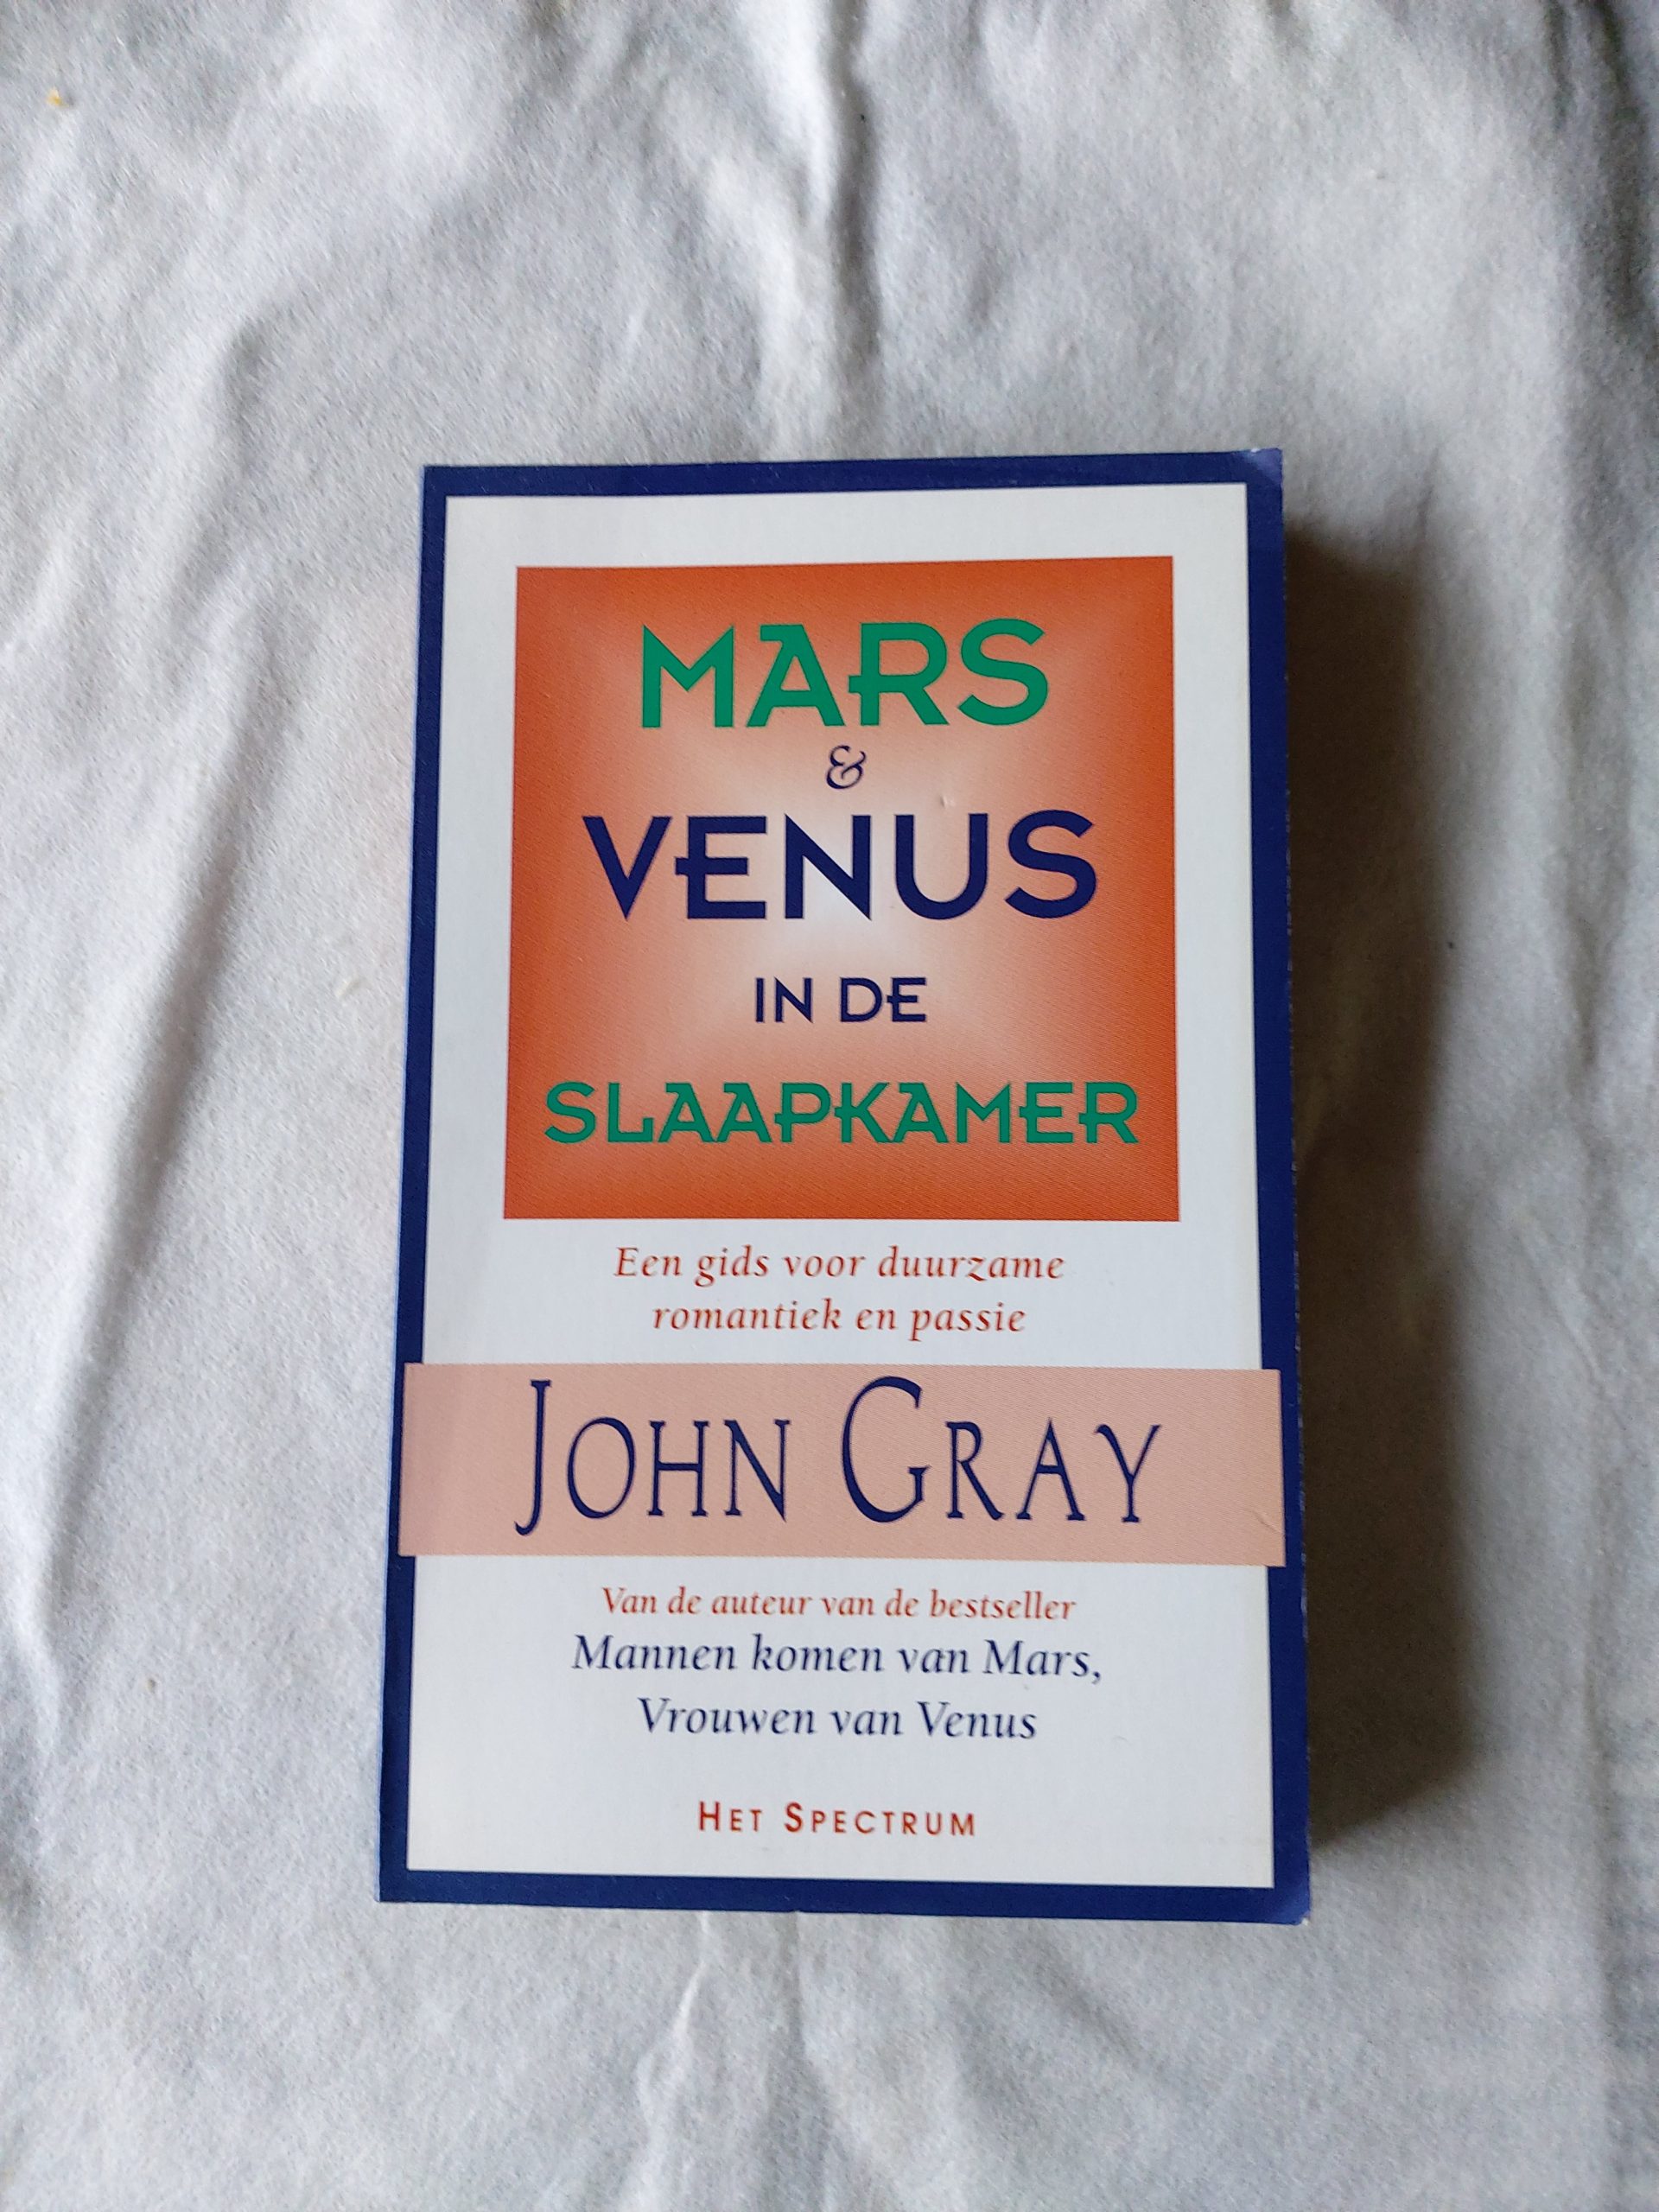 MARS
&
VENUS
IN DE
SLAAPKAMER
Een gids voor duurzame
romantiek en passie
JOHN GRAY
Van de auteur van de bestseller
Mannen komen van Mars,
Vrouwen van Venus
HET SPECTRUM